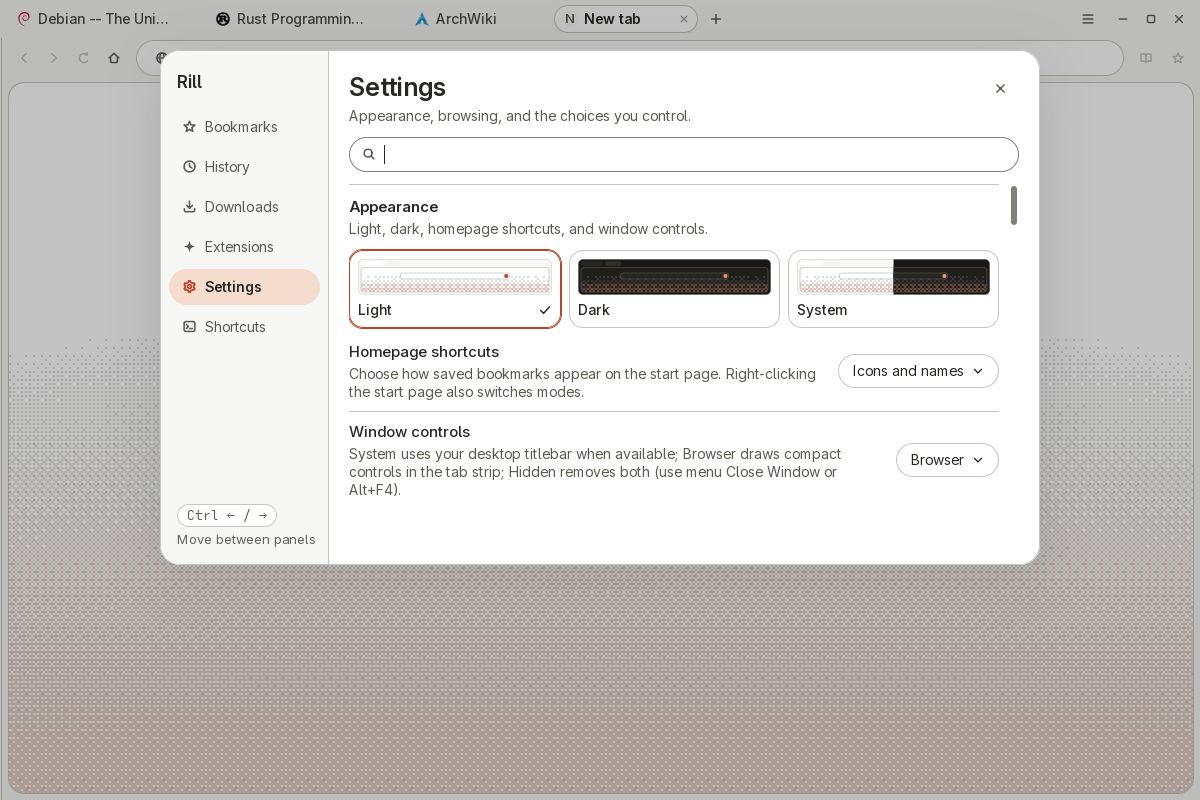 Debian -- The Uni...
Rust Programmin...
ArchWiki
N New tab
Rill
Bookmarks
History
Downloads
Extensions
Settings
Shortcuts
Ctrl ← / →
Move between panels
Settings
Appearance, browsing, and the choices you control.
Appearance
Light, dark, homepage shortcuts, and window controls.
Light
Dark
System
Homepage shortcuts
Choose how saved bookmarks appear on the start page. Right-clicking
the start page also switches modes.
Icons and names
Window controls
System uses your desktop titlebar when available; Browser draws compact
controls in the tab strip; Hidden removes both (use menu Close Window or
Alt+F4).
Browser